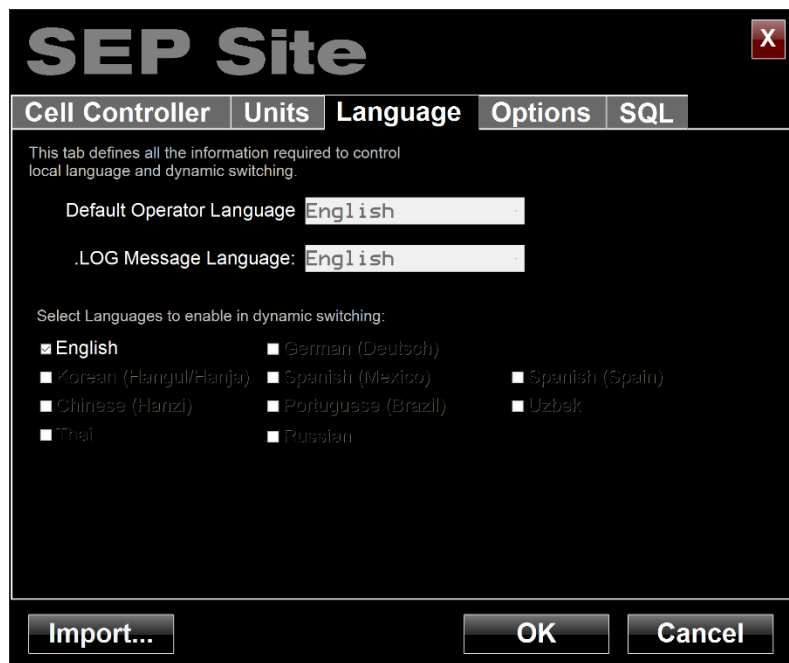 SEP Site
X
Cell Controller Units Language Options SQL
This tab defines all the information required to control
local language and dynamic switching.
Default Operator Language English
.LOG Message Language: English
Select Languages to enable in dynamic switching:
English German (Deutsch)
Korean (Hangul/Hanja) Spanish (Mexico) Spanish (Spain)
Chinese (Hanzi) Portuguese (Brazil) Uzbek
Thai Russian
Import... OK Cancel